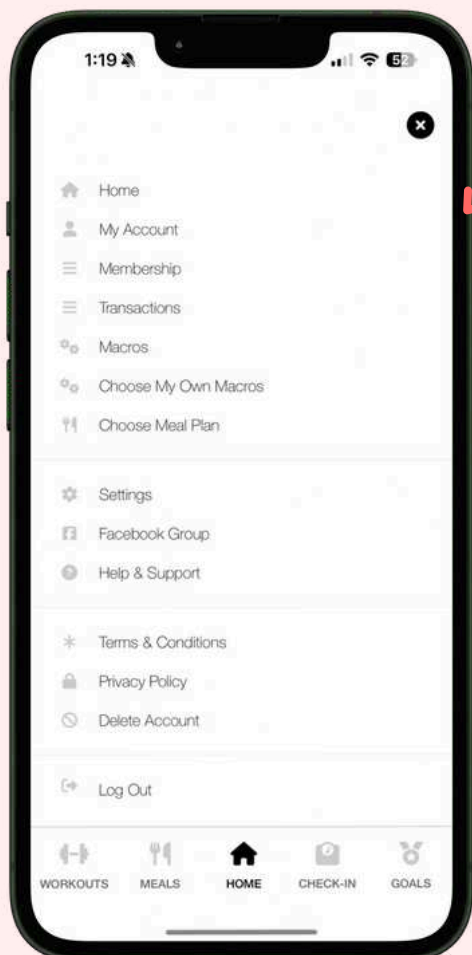 1:19
52
Home
My Account
Membership
Transactions
Macros
Choose My Own Macros
Choose Meal Plan
Settings
Facebook Group
Help & Support
Terms & Conditions
Privacy Policy
Delete Account
Log Out
WORKOUTS MEALS HOME CHECK-IN GOALS